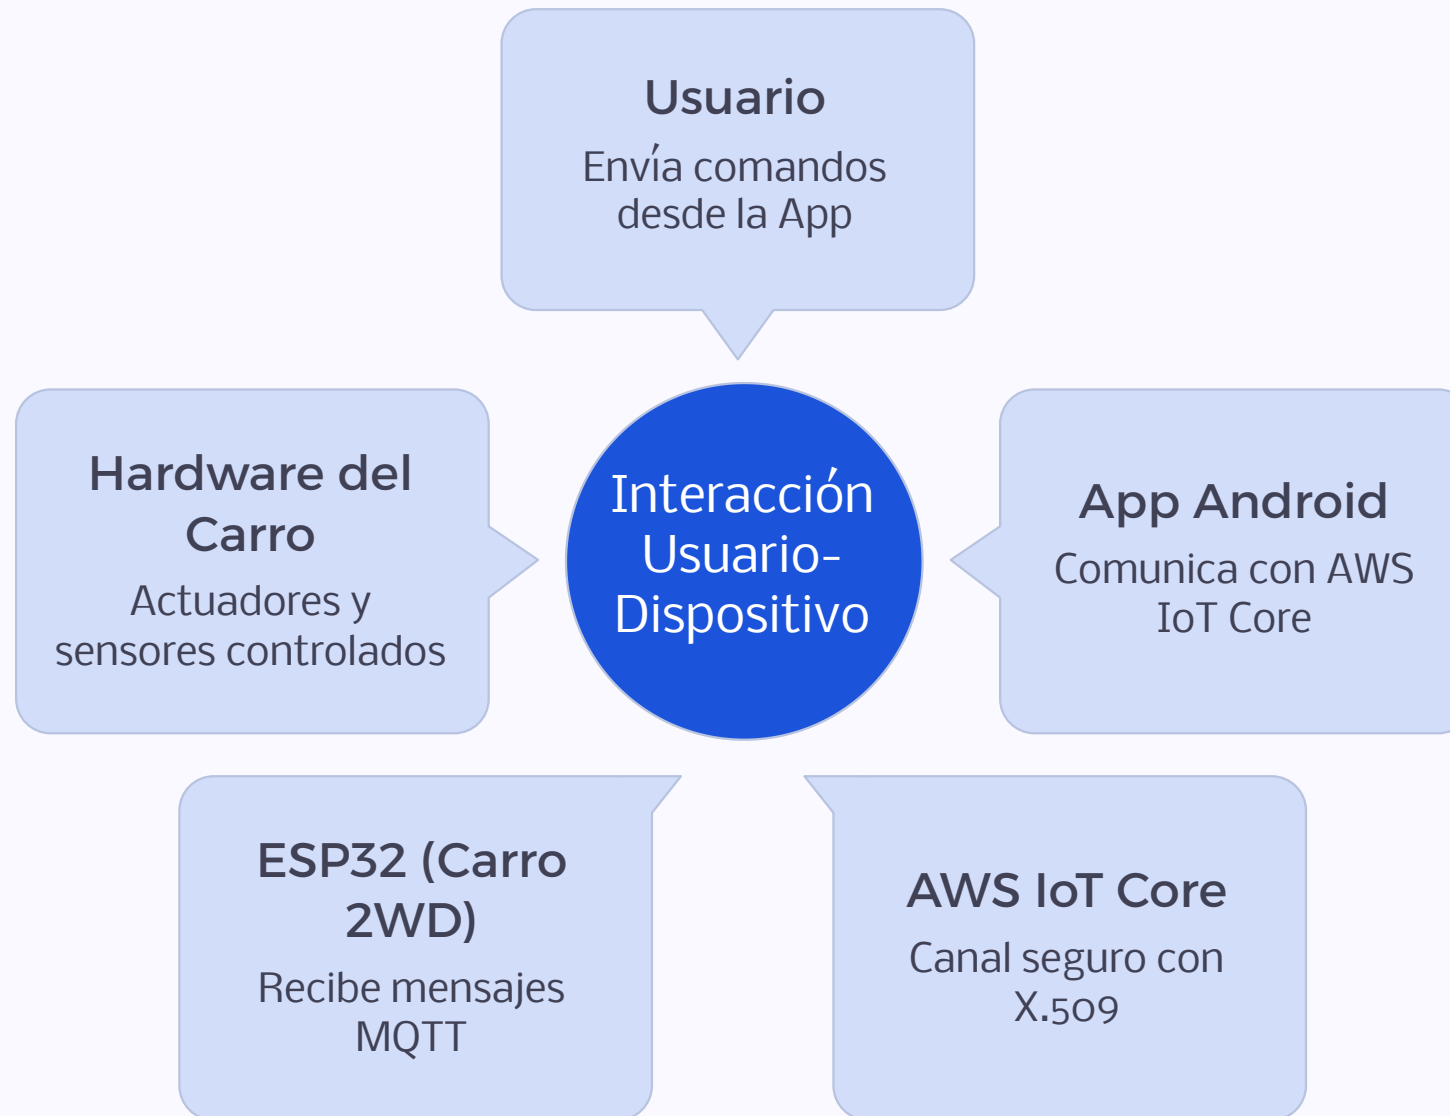 Usuario
Envía comandos
desde la App
Hardware del
Carro
Actuadores y
sensores controlados
Interacción
Usuario-
Dispositivo
App Android
Comunica con AWS
IoT Core
ESP32 (Carro
2WD)
Recibe mensajes
MQTT
AWS IoT Core
Canal seguro con
X.509